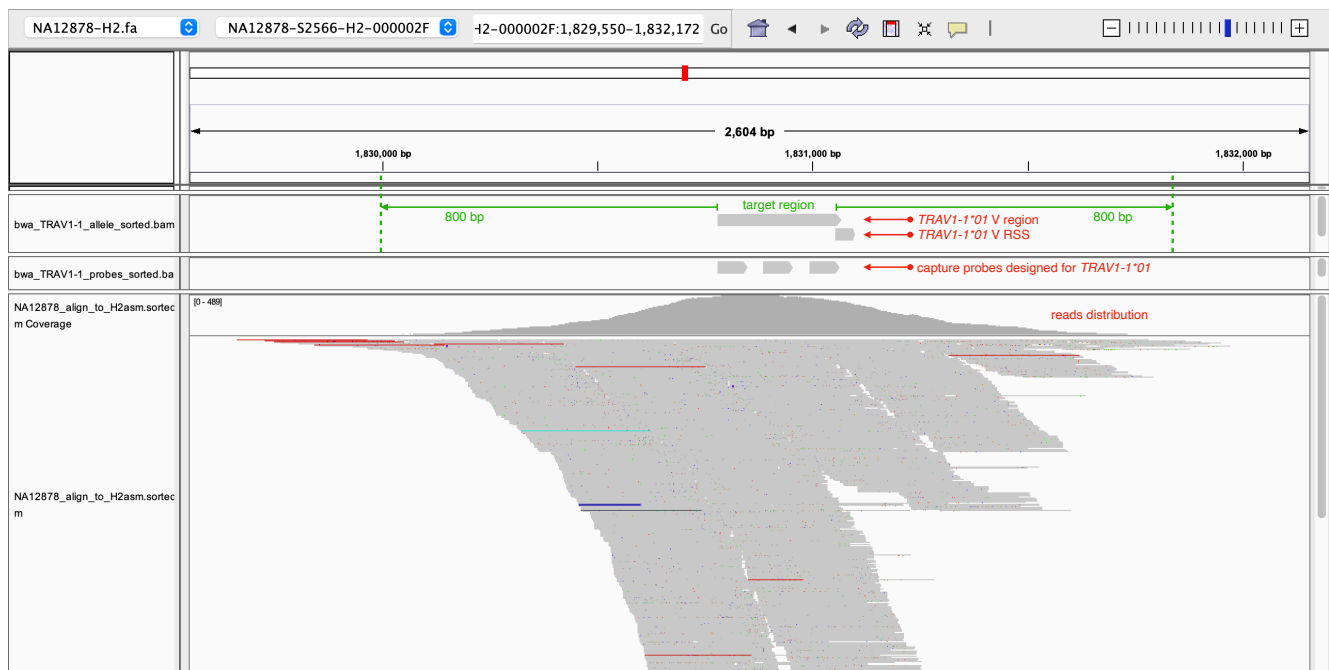 NA12878-H2.fa NA12878-S2566-H2-000002F H2-000002F:1,829,550-1,832,172 Go
2,604 bp
1,830,000 bp 1,831,000 bp 1,832,000 bp
bwa_TRAV1-1_allele_sorted.bam
800 bp target region 800 bp
TRAV1-1*01 V region
TRAV1-1*01 V RSS
bwa_TRAV1-1_probes_sorted.ba
capture probes designed for TRAV1-1*01
NA12878_align_to_H2asm.sorted
m Coverage
[0 - 489]
reads distribution
NA12878_align_to_H2asm.sorted
m